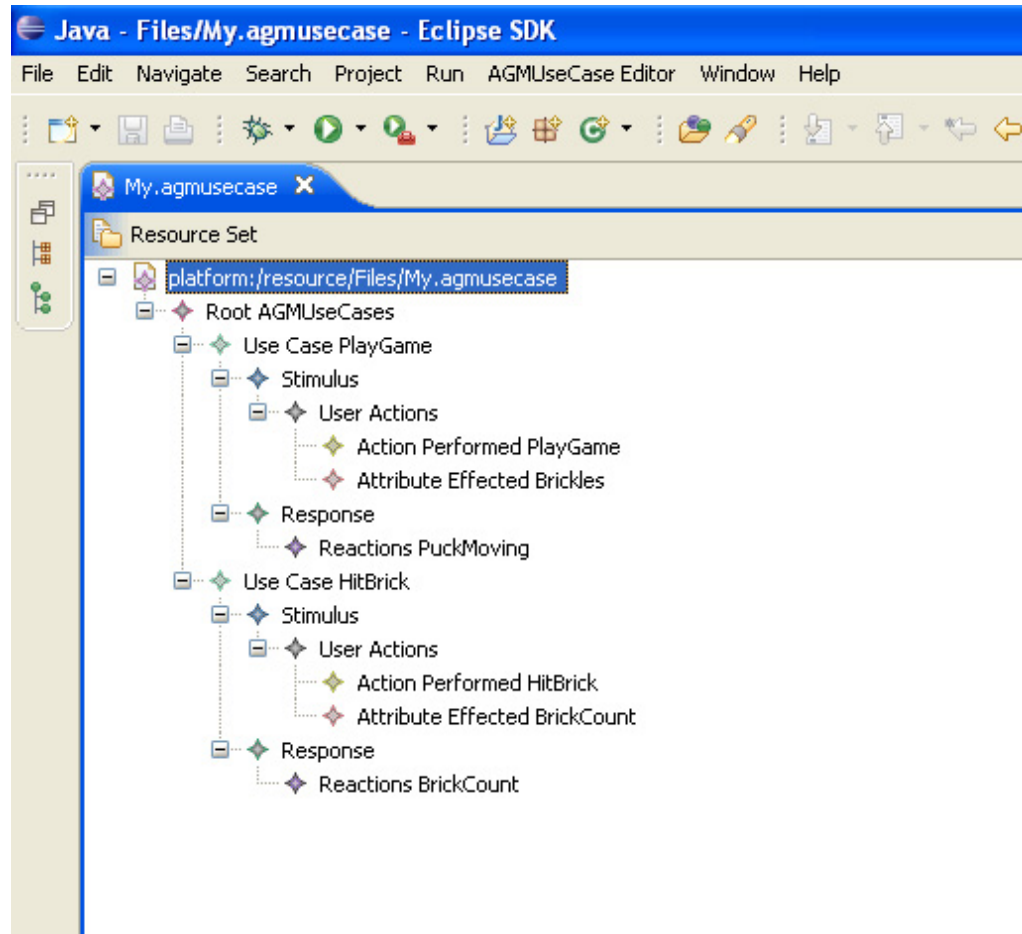 Java - Files/My.agmusecase - Eclipse SDK
File Edit Navigate Search Project Run AGMUseCase Editor Window Help
My.agmusecase
Resource Set
platform:/resource/Files/My.agmusecase
Root AGMUseCases
Use Case PlayGame
Stimulus
User Actions
Action Performed PlayGame
Attribute Effected Brickles
Response
Reactions PuckMoving
Use Case HitBrick
Stimulus
User Actions
Action Performed HitBrick
Attribute Effected BrickCount
Response
Reactions BrickCount